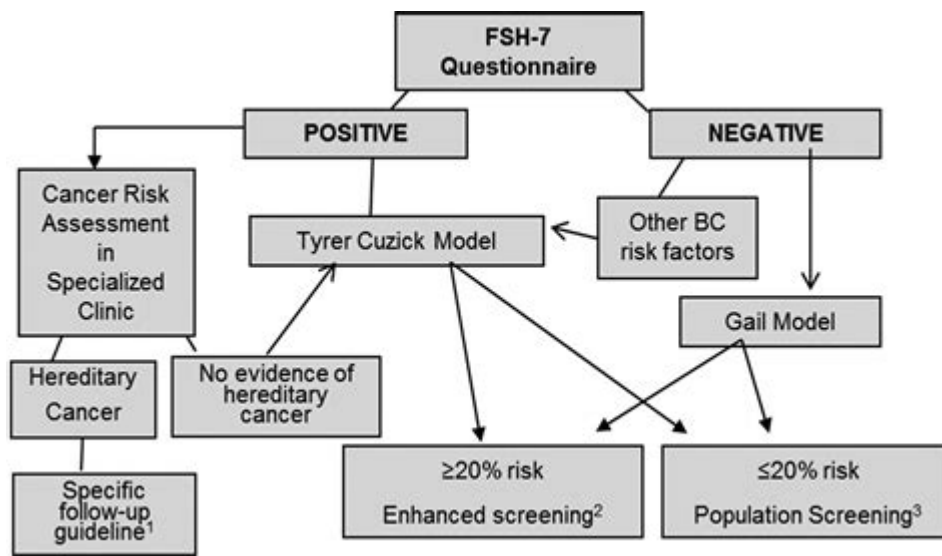 FSH-7
Questionnaire
POSITIVE
NEGATIVE
Cancer Risk
Assessment
in
Specialized
Clinic
Tyrer Cuzick Model
Other BC
risk factors
Gail Model
Hereditary
Cancer
No evidence of
hereditary
cancer
≥20% risk
Enhanced screening²
≤20% risk
Population Screening³
Specific
follow-up
guideline¹